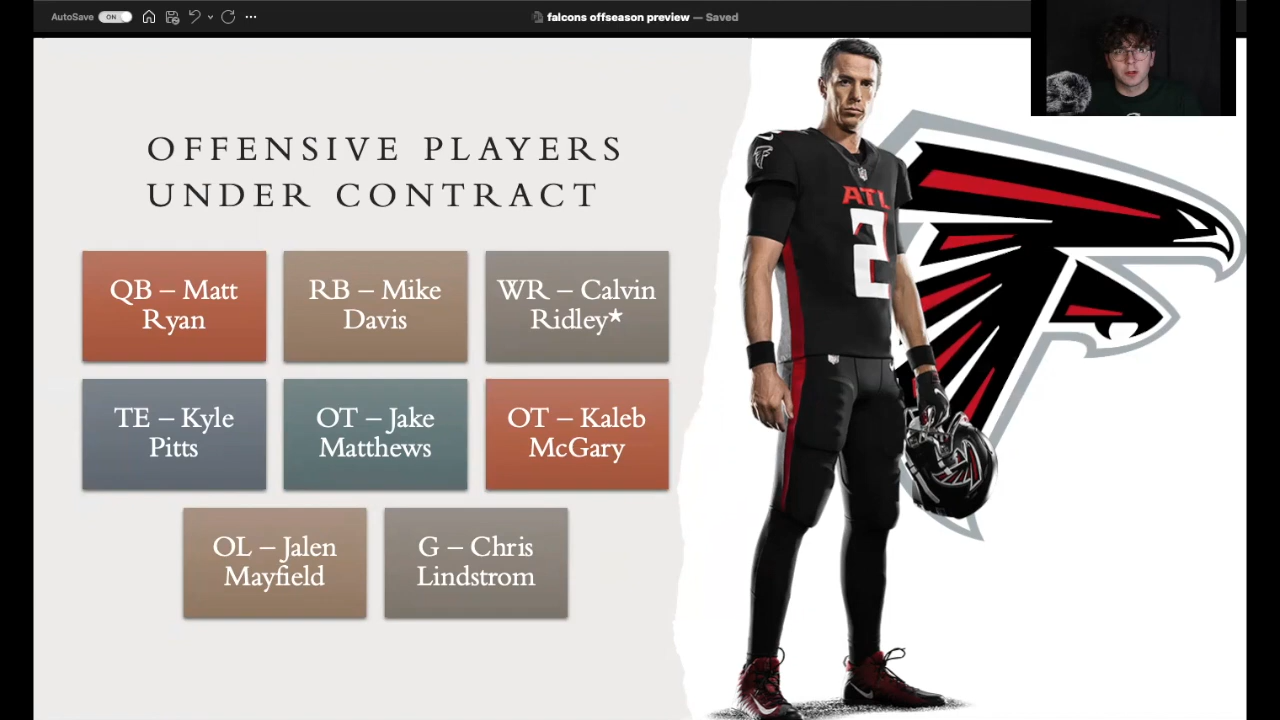 AutoSave ON
falcons offseason preview — Saved
OFFENSIVE PLAYERS
UNDER CONTRACT
QB – Matt
Ryan
RB – Mike
Davis
WR – Calvin
Ridley★
TE – Kyle
Pitts
OT – Jake
Matthews
OT – Kaleb
McGary
OL – Jalen
Mayfield
G – Chris
Lindstrom
ATL
2